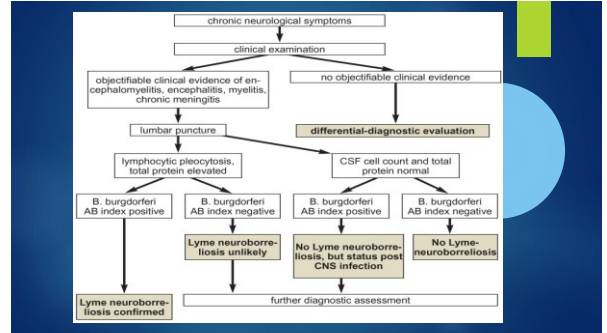 chronic neurological symptoms
clinical examination
objectifiable clinical evidence of en-
cephalomyelitis, encephalitis, myelitis,
chronic meningitis
no objectifiable clinical evidence
lumbar puncture
differential-diagnostic evaluation
lymphocytic pleocytosis,
total protein elevated
CSF cell count and total
protein normal
B. burgdorferi
AB index positive
B. burgdorferi
AB index negative
B. burgdorferi
AB index positive
B. burgdorferi
AB index negative
Lyme neuroborre-
liosis unlikely
No Lyme neuroborre-
liosis, but status post
CNS infection
No Lyme-
neuroborreliosis
Lyme neuroborre-
liosis confirmed
further diagnostic assessment